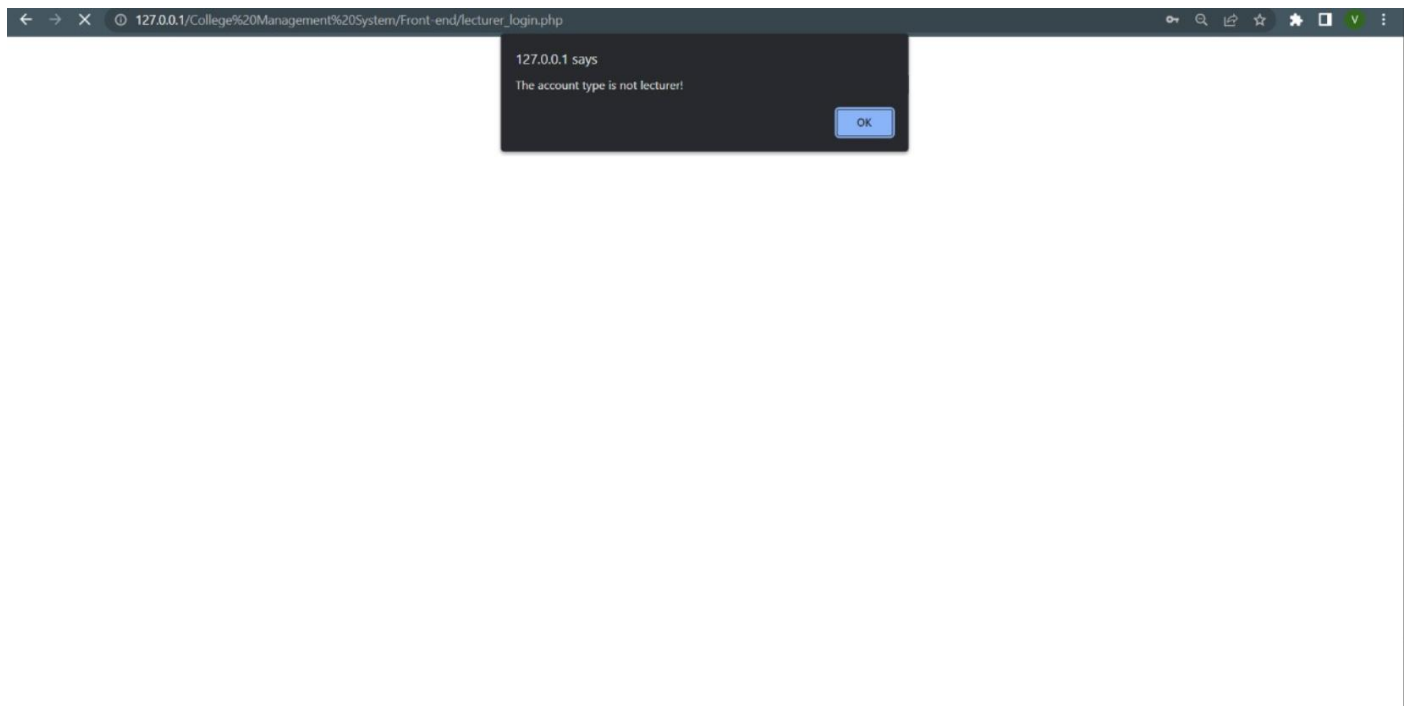 127.0.0.1/College%20Management%20System/Front-end/lecturer_login.php
V
127.0.0.1 says
The account type is not lecturer!
OK